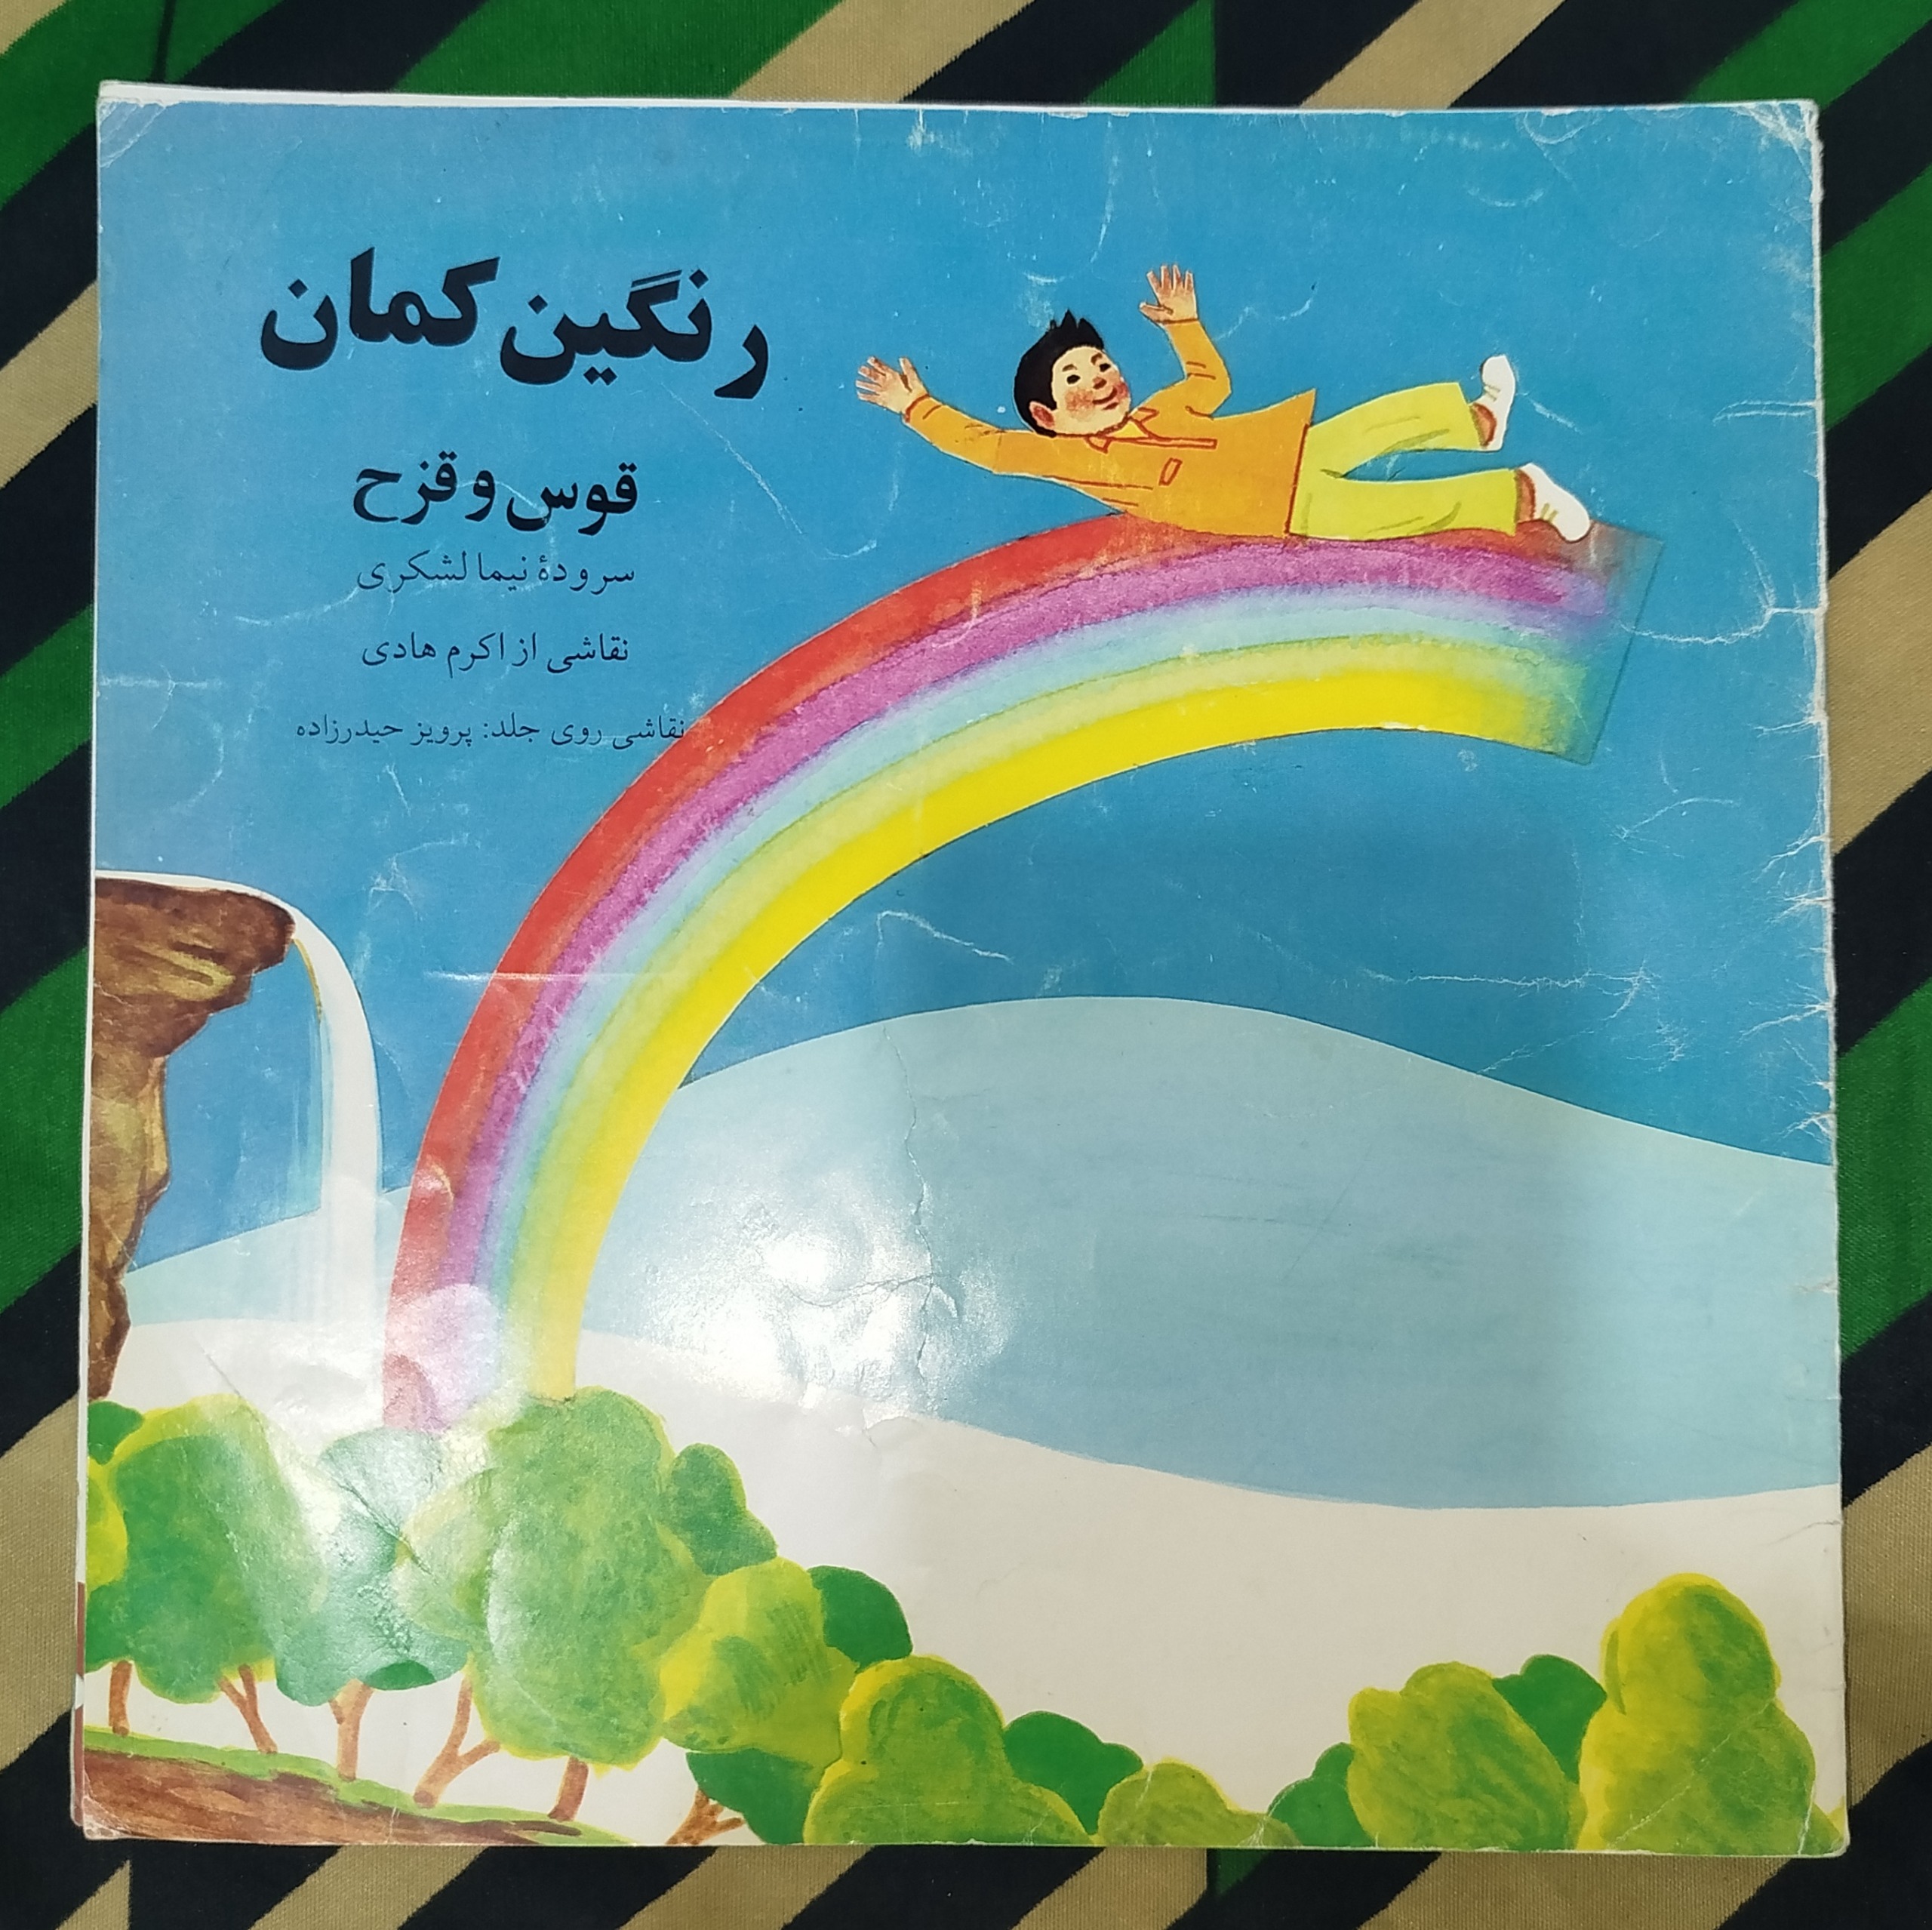 رنگین کمان
قوس و قزح
سرودهٔ نیما لشکری
نقاشی از اکرم هادی
نقاشی روی جلد: پرویز حیدرزاده